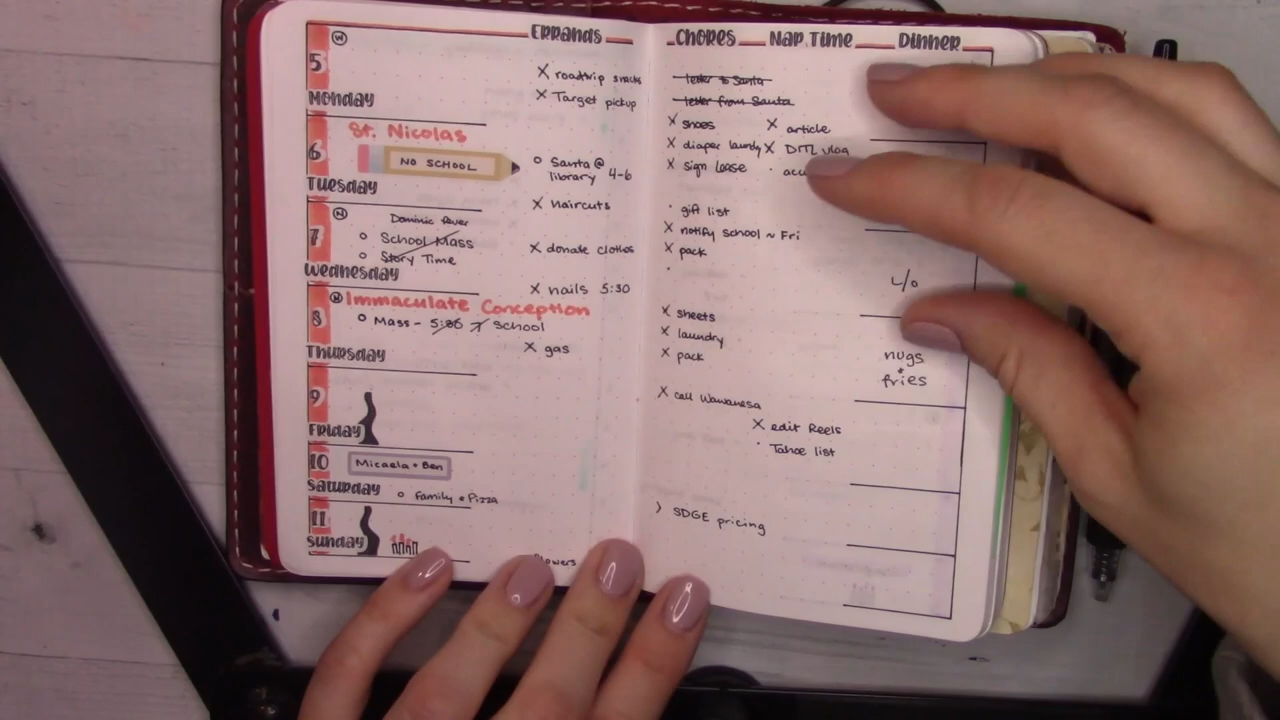 ERRANDS
CHORES NAP TIME DINNER
W
5
Monday
X roadtrip snacks
X Target pickup
letter to Santa
letter from Santa
X shoes
X diaper laundry
X sign lease
X article
X DITL vlog
St. Nicolas
6
NO SCHOOL
Tuesday
Santa @
library 4-6
X haircuts
gift list
X notify School ~ Fri
X pack
N
7
Dominic fever
School Mass
Story Time
Wednesday
X donate clothes
X nails 5:30
L/O
Immaculate Conception
8
Mass - 5:30 School
Thursday
X gas
X sheets
X laundry
X pack
nugs
fries
9
Friday
X call Wawanesa
X edit Reels
Tahoe list
10
Micaela + Ben
Saturday
Family Pizza
11
Sunday
> SDGE pricing